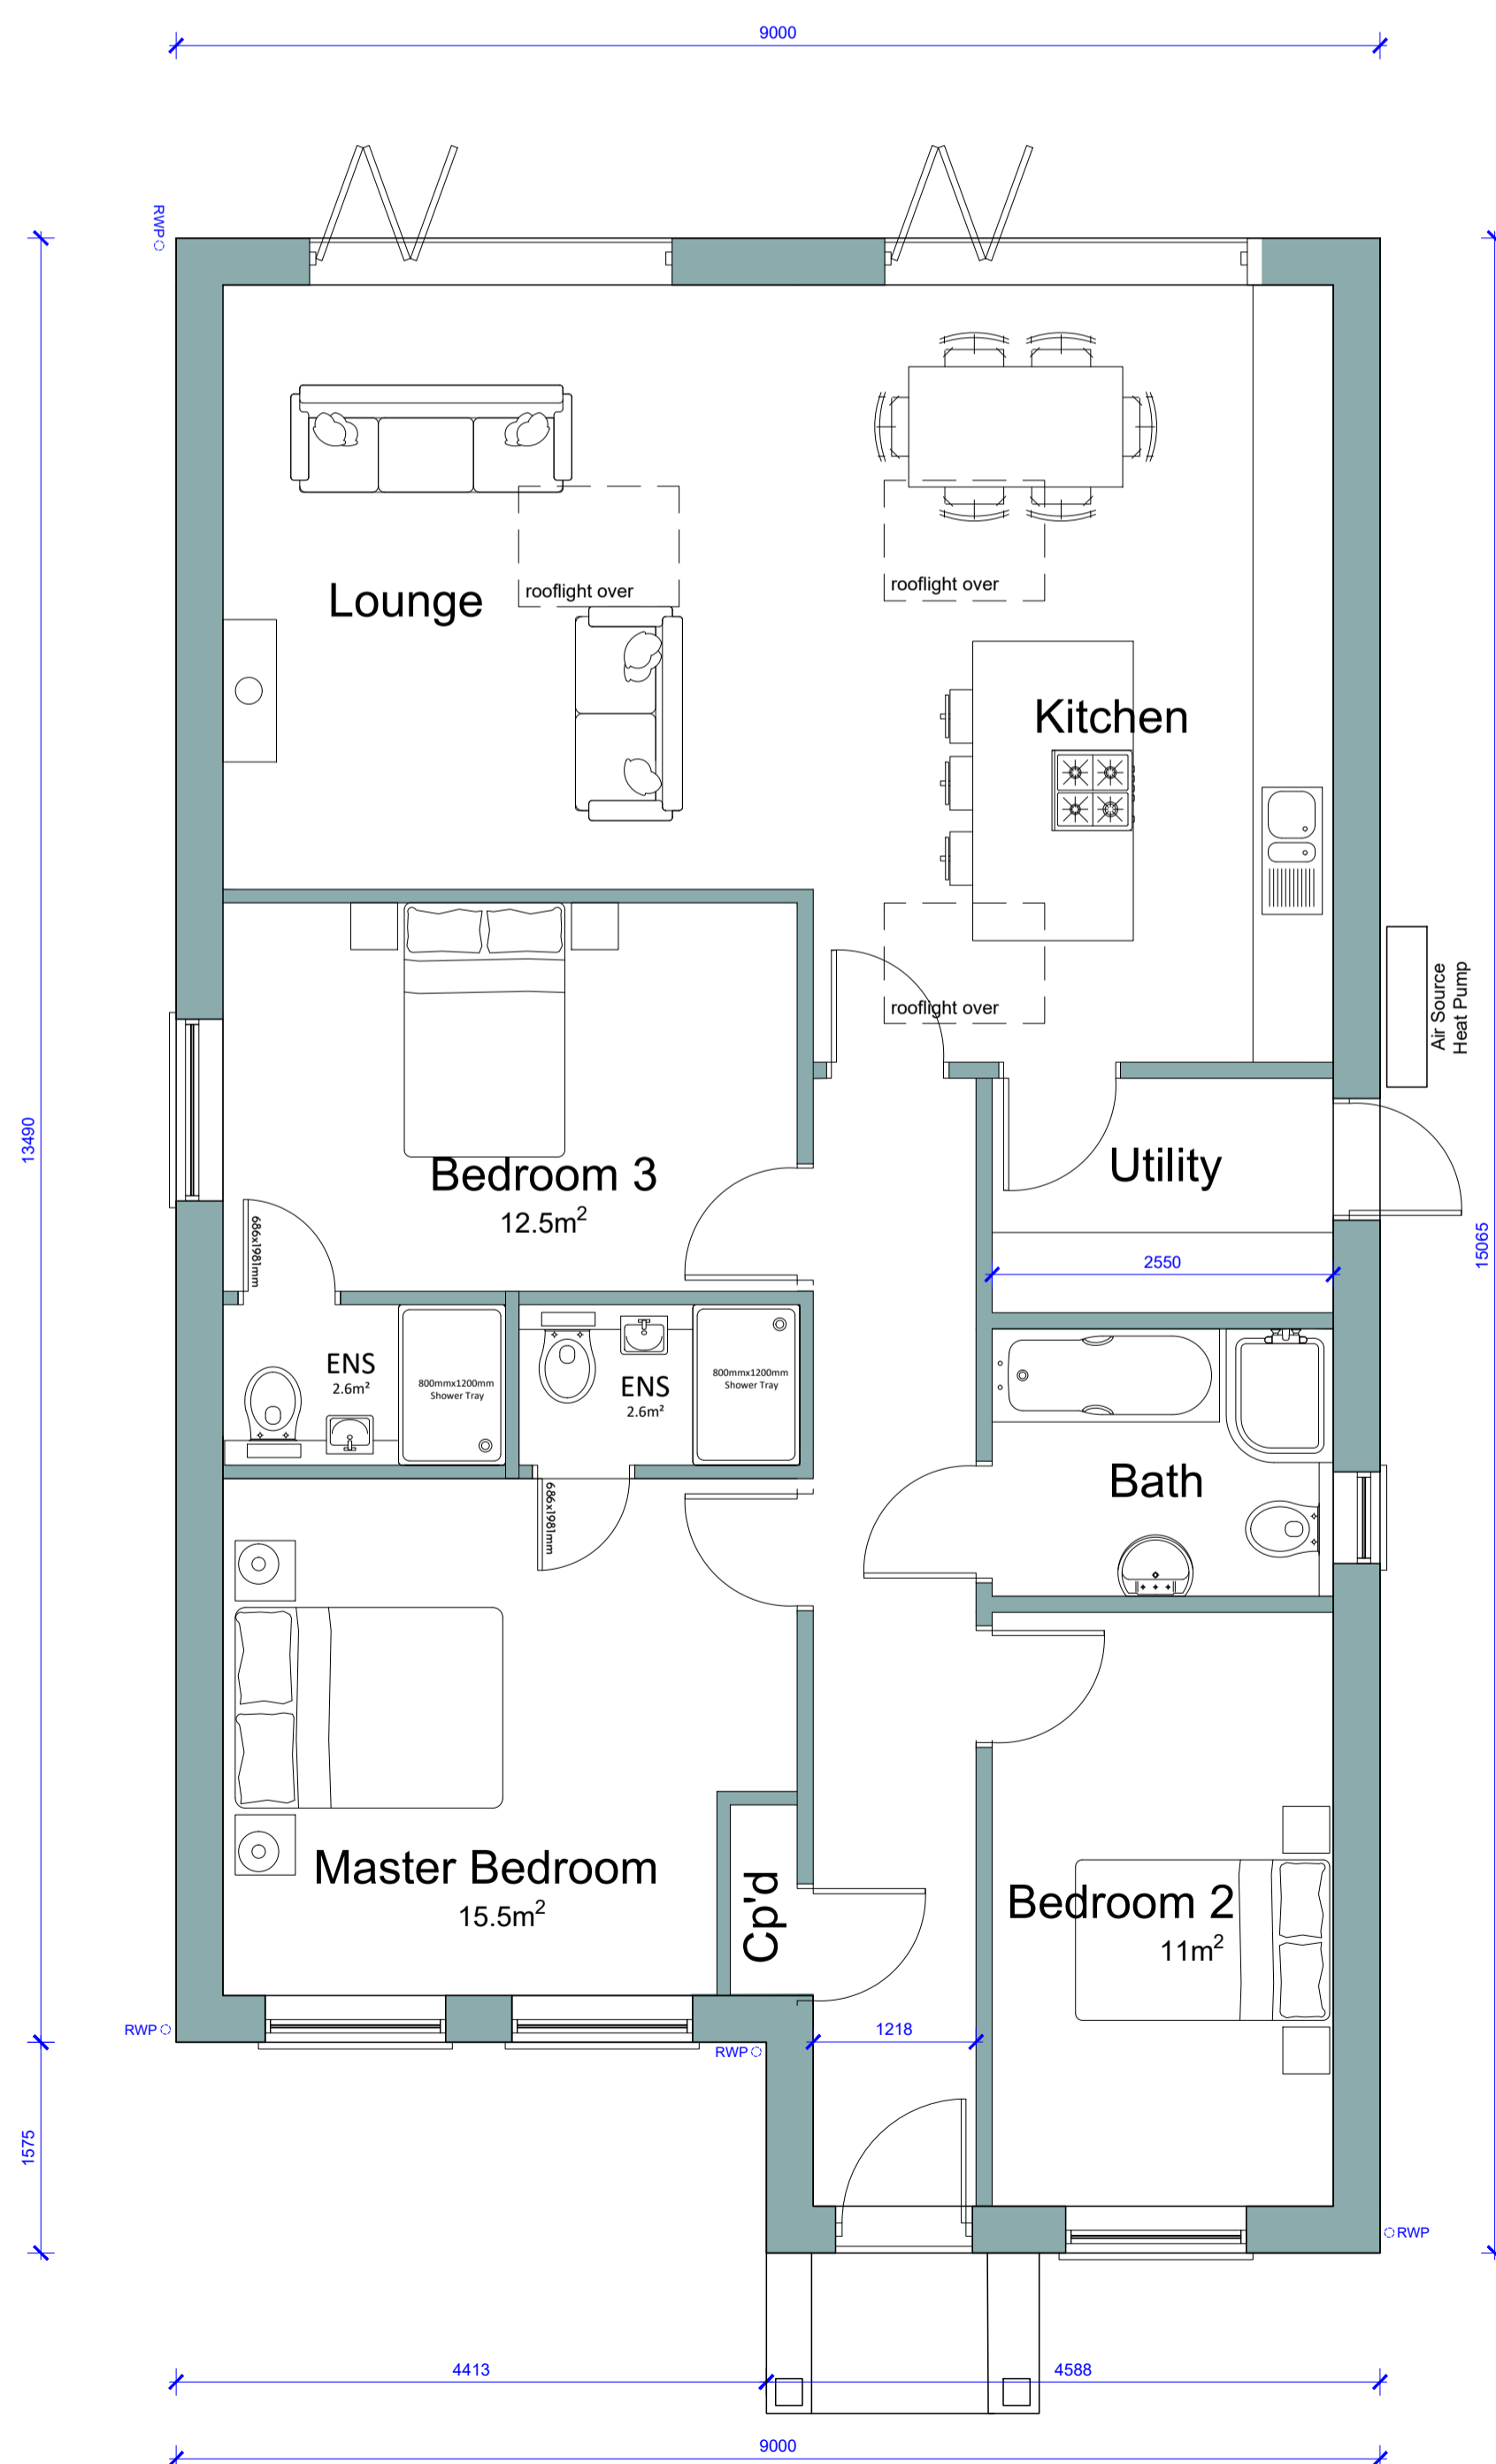 9000
RWP
Lounge
rooflight over
rooflight over
Kitchen
Air Source
Heat Pump
rooflight over
13490
Bedroom 3
12.5m²
Utility
15065
686x1981mm
2550
ENS
2.6m²
800mmx1200mm
Shower Tray
ENS
2.6m²
800mmx1200mm
Shower Tray
Bath
686x1981mm
Master Bedroom
15.5m²
Cp'd
Bedroom 2
11m²
RWP
RWP
1218
1575
RWP
4413
4588
9000